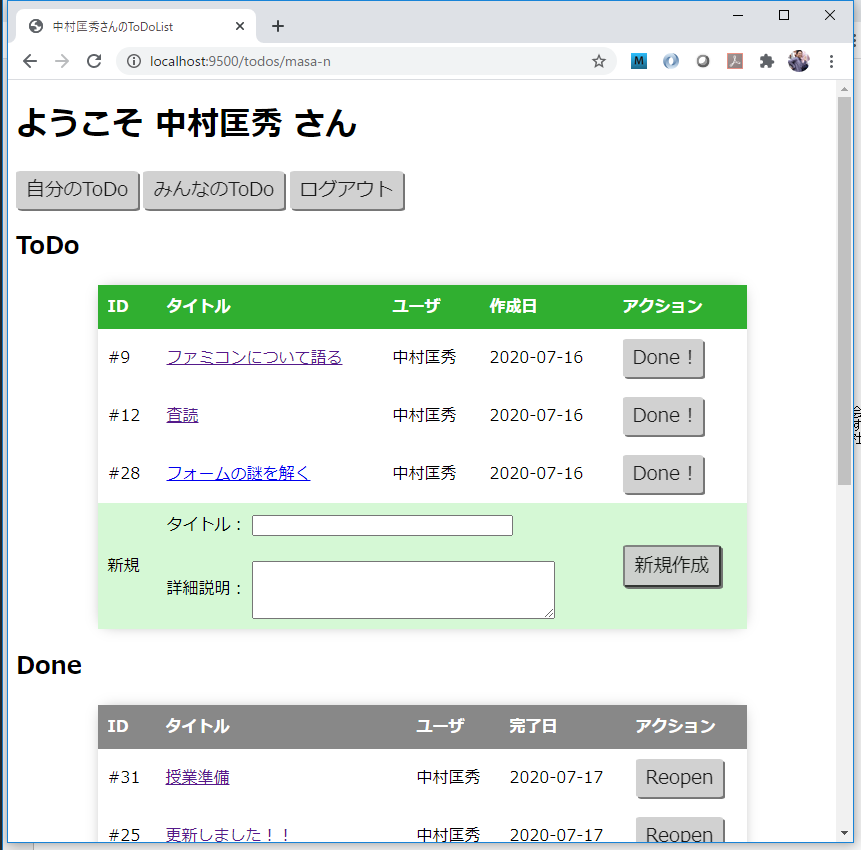 中村匡秀さんのToDoList
localhost:9500/todos/masa-n
M
ようこそ 中村匡秀 さん
自分のToDo みんなのToDo ログアウト
ToDo
ID タイトル ユーザ 作成日 アクション
#9 ファミコンについて語る 中村匡秀 2020-07-16 Done！
#12 査読 中村匡秀 2020-07-16 Done！
#28 フォームの謎を解く 中村匡秀 2020-07-16 Done！
タイトル：
新規 新規作成
詳細説明：
Done
ID タイトル ユーザ 完了日 アクション
#31 授業準備 中村匡秀 2020-07-17 Reopen
#25 更新しました！！ 中村匡秀 2020-07-17 Reopen